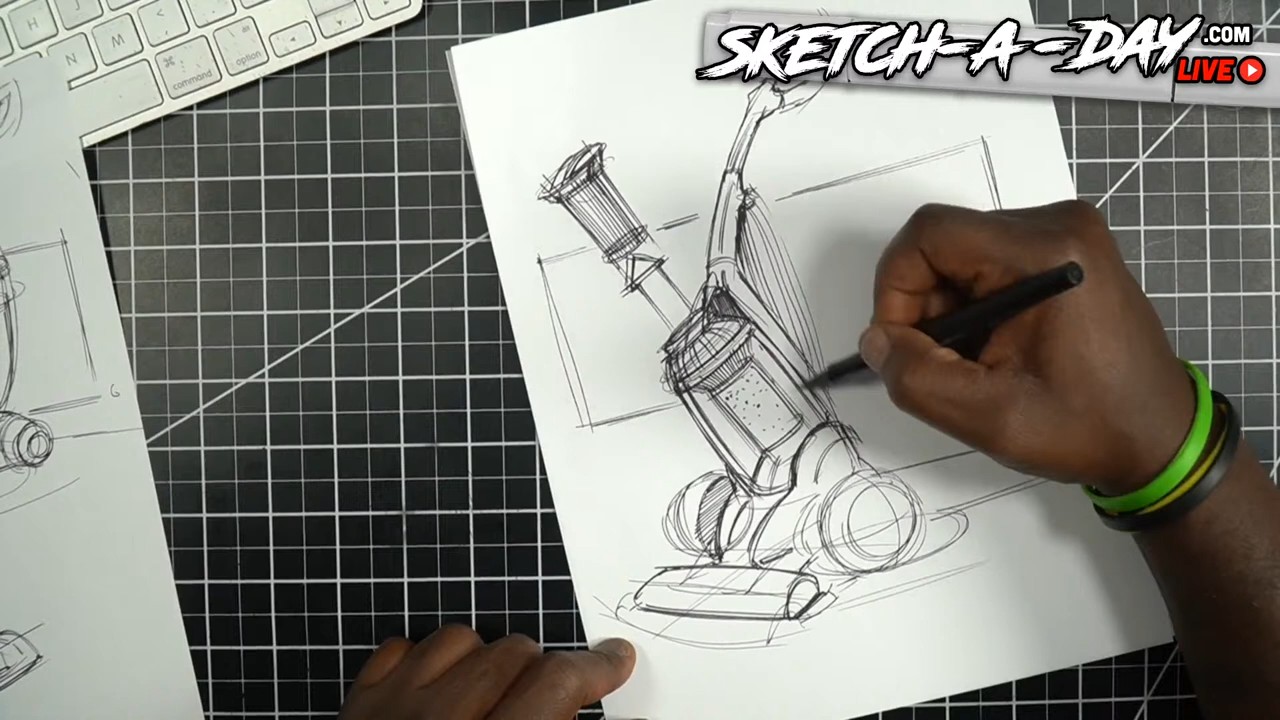 SKETCH-A-DAY.COM
LIVE
H
J
N
M
<
>
?
⌘
command
option
G